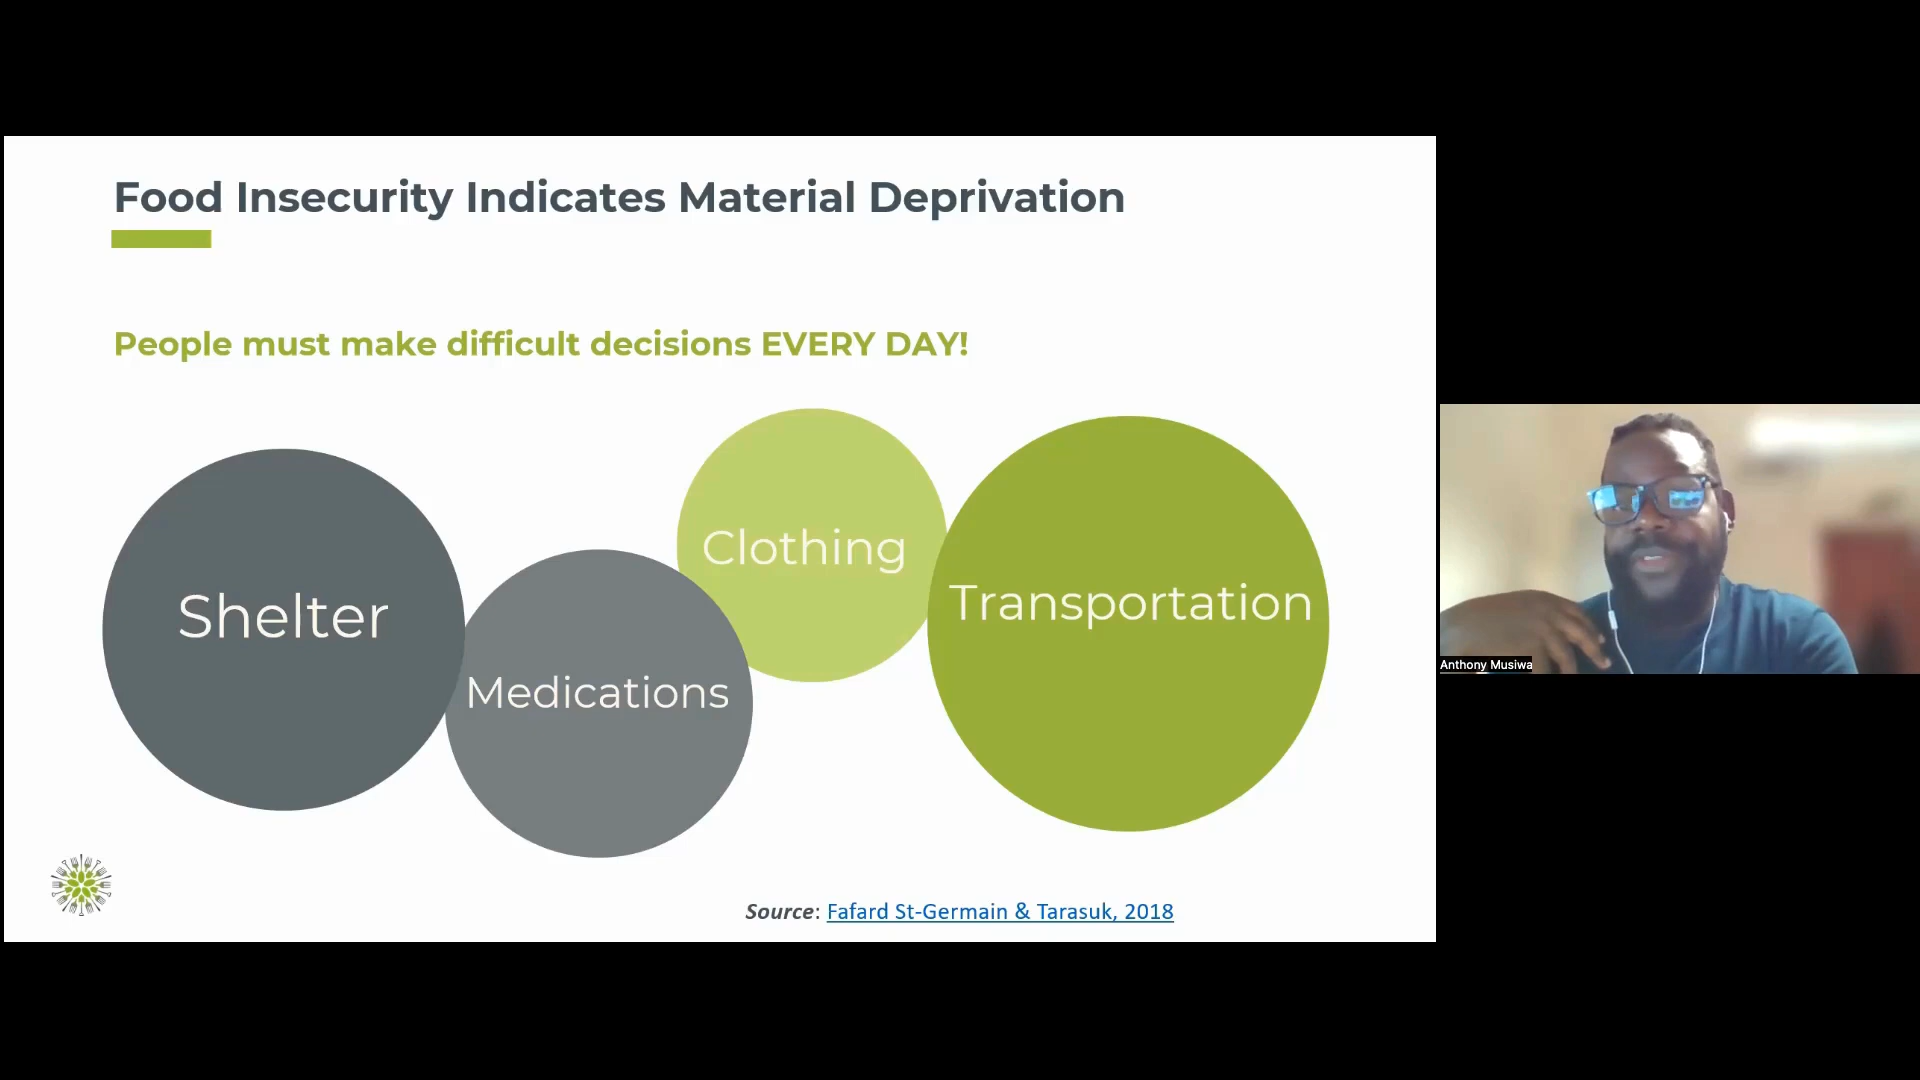 Food Insecurity Indicates Material Deprivation
People must make difficult decisions EVERY DAY!
Shelter
Medications
Clothing
Transportation
Source: Fafard St-Germain & Tarasuk, 2018
Anthony Musiwa